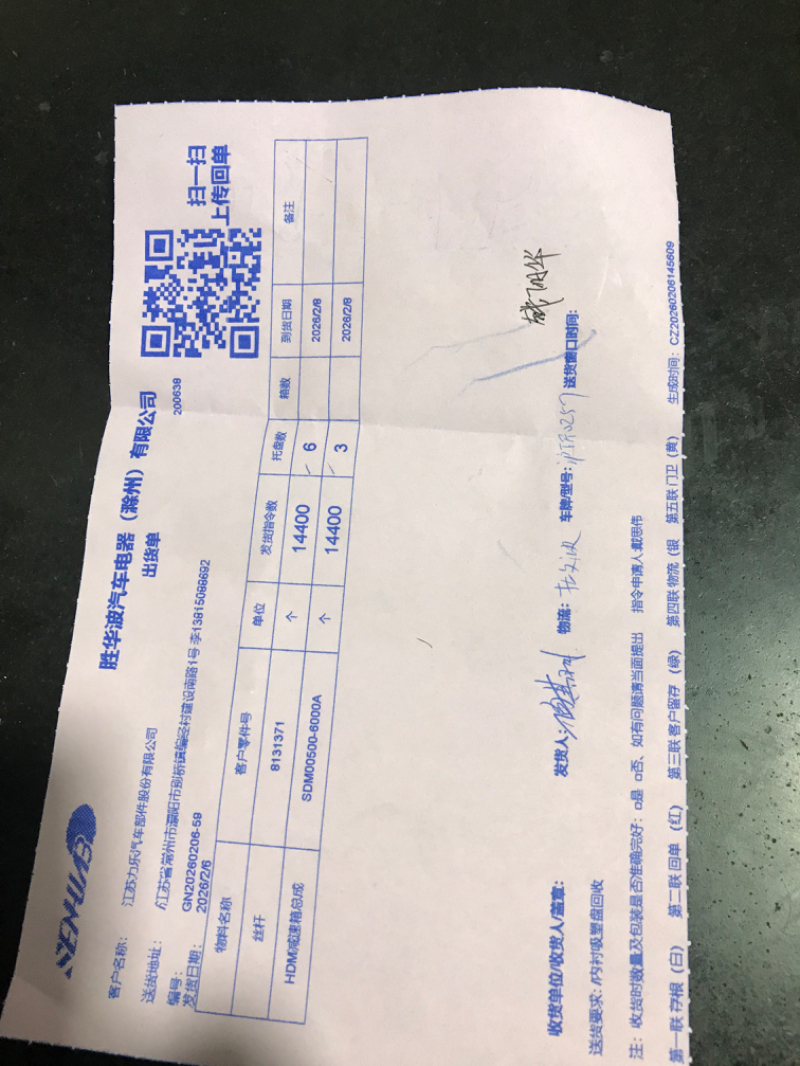 SENHUABO
胜华波汽车电器（滁州）有限公司
出货单
扫一扫
上传回单
200638
客户名称： 江苏力乐汽车部件股份有限公司
送货地址： /江苏省常州市溧阳市别桥镇 村建设南路1号 李13815088692
编号： GN20260206-59
发货日期： 2026/2/6
物料名称 客户零件号 单位 发货指令数 托盘数 箱数 到货日期 备注
丝杆 8131371 个 14400 6 2026/2/8
HDM减速箱总成 SDM00500-6000A 个 14400 3 2026/2/8
收货单位/收货人/盖章： 发货人： 物流： 车牌/型号： 送货窗口时间：
送货要求：/内衬吸塑盘回收
注：收货时数量及包装是否准确完好：□是 □否、如有问题请当面提出 指令申请人:戴思伟
第一联 存根（白） 第二联 回单（红） 第三联 客户留存（绿） 第四联 物流（银 第五联 门卫（黄） 生成时间：CZ20260206145609